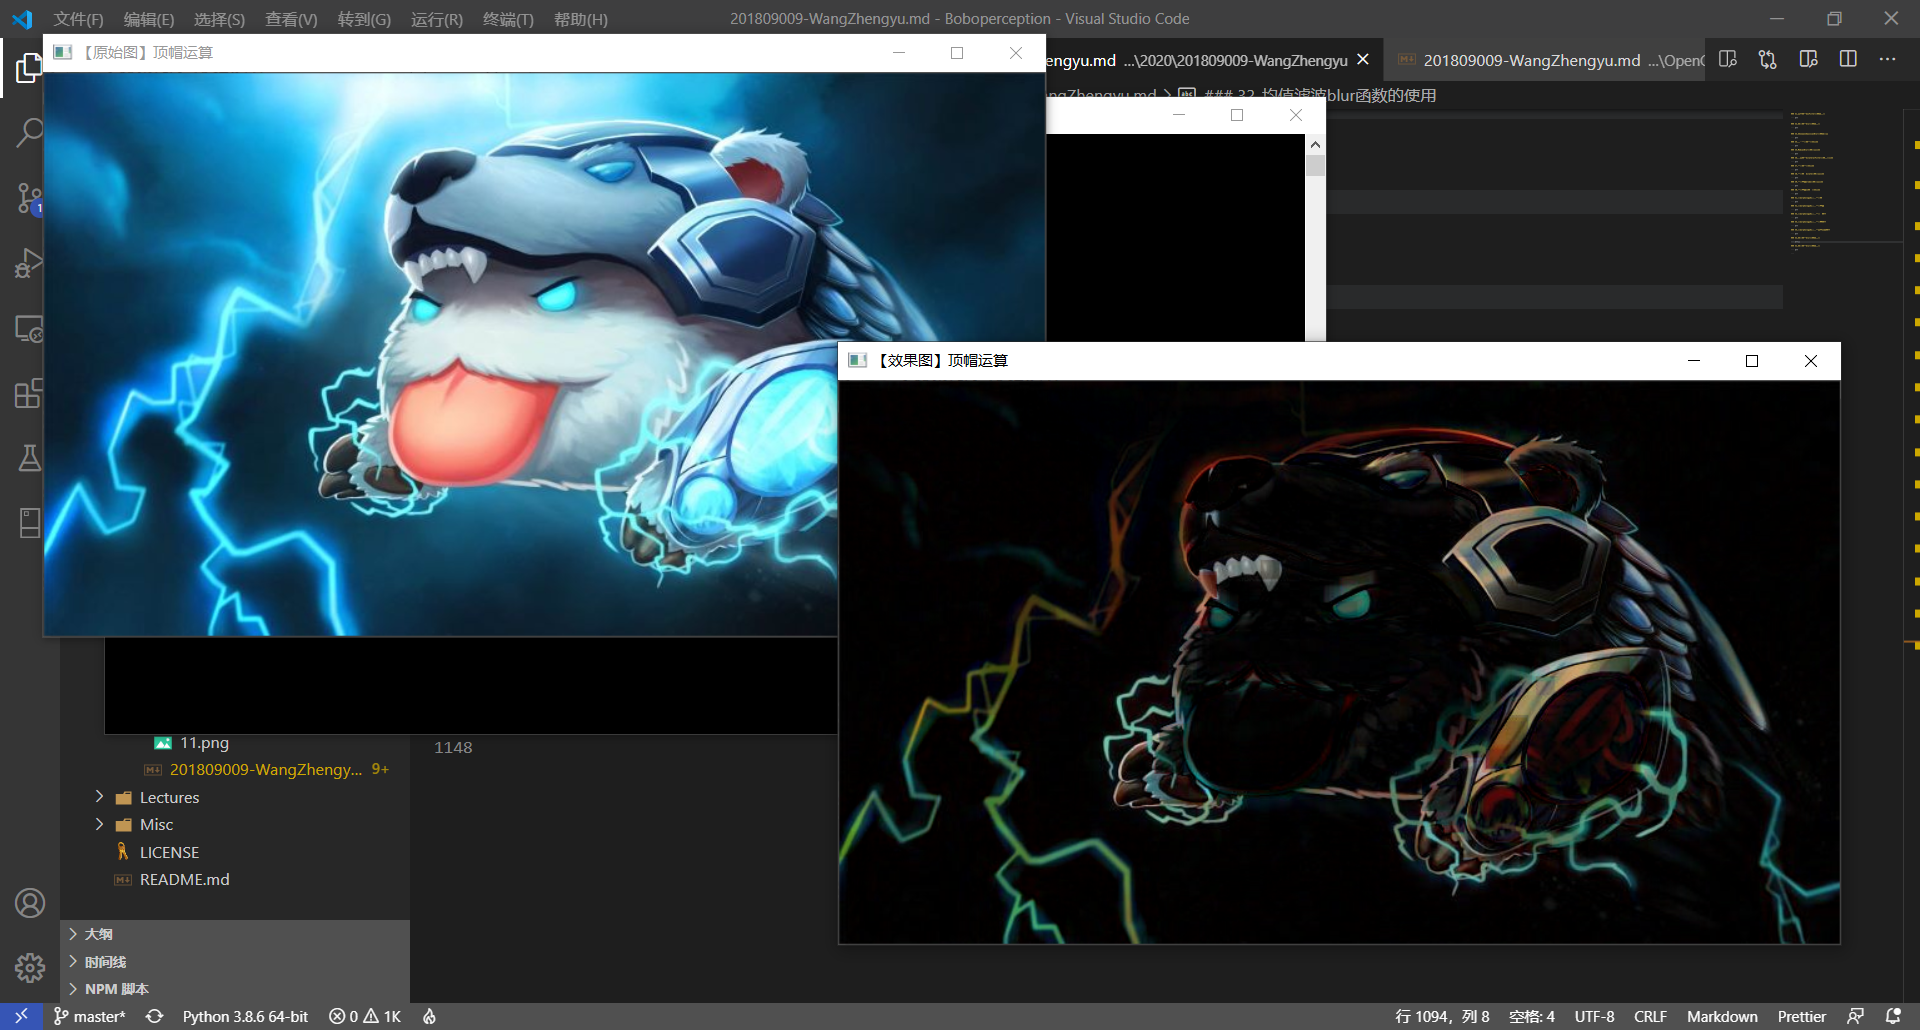 文件(F) 编辑(E) 选择(S) 查看(V) 转到(G) 运行(R) 终端(T) 帮助(H)
201809009-WangZhengyu.md - Boboperception - Visual Studio Code
【原始图】顶帽运算
engyu.md ...\2020\201809009-WangZhengyu
201809009-WangZhengyu.md ...\Open
ngZhengyu.md > ### 32 均值滤波blur函数的使用
1
【效果图】顶帽运算
11.png
1148
201809009-WangZhengy... 9+
Lectures
Misc
LICENSE
README.md
大纲
时间线
NPM 脚本
master* Python 3.8.6 64-bit 0 1K
行 1094，列 8 空格: 4 UTF-8 CRLF Markdown Prettier